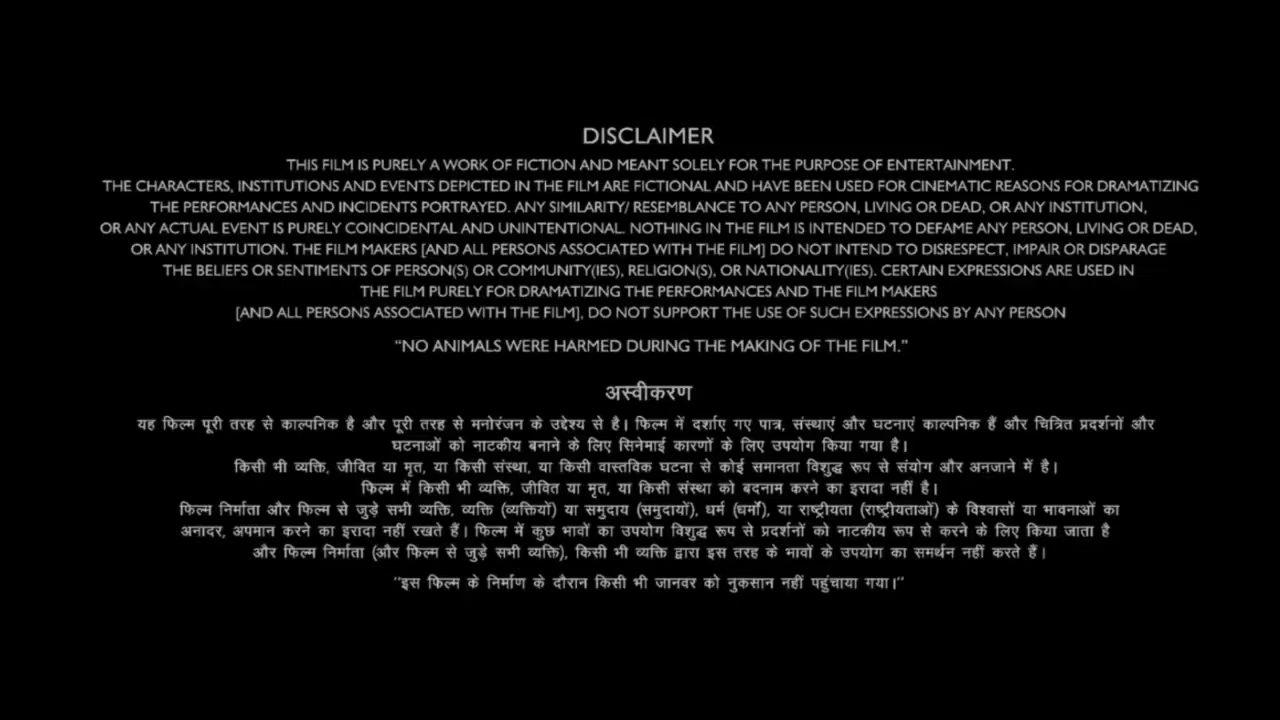 DISCLAIMER
THIS FILM IS PURELY A WORK OF FICTION AND MEANT SOLELY FOR THE PURPOSE OF ENTERTAINMENT.
THE CHARACTERS, INSTITUTIONS AND EVENTS DEPICTED IN THE FILM ARE FICTIONAL AND HAVE BEEN USED FOR CINEMATIC REASONS FOR DRAMATIZING
THE PERFORMANCES AND INCIDENTS PORTRAYED. ANY SIMILARITY/ RESEMBLANCE TO ANY PERSON, LIVING OR DEAD, OR ANY INSTITUTION,
OR ANY ACTUAL EVENT IS PURELY COINCIDENTAL AND UNINTENTIONAL. NOTHING IN THE FILM IS INTENDED TO DEFAME ANY PERSON, LIVING OR DEAD,
OR ANY INSTITUTION. THE FILM MAKERS [AND ALL PERSONS ASSOCIATED WITH THE FILM] DO NOT INTEND TO DISRESPECT, IMPAIR OR DISPARAGE
THE BELIEFS OR SENTIMENTS OF PERSON(S) OR COMMUNITY(IES), RELIGION(S), OR NATIONALITY(IES). CERTAIN EXPRESSIONS ARE USED IN
THE FILM PURELY FOR DRAMATIZING THE PERFORMANCES AND THE FILM MAKERS
[AND ALL PERSONS ASSOCIATED WITH THE FILM], DO NOT SUPPORT THE USE OF SUCH EXPRESSIONS BY ANY PERSON
“NO ANIMALS WERE HARMED DURING THE MAKING OF THE FILM.”
अस्वीकरण
यह फिल्म पूरी तरह से काल्पनिक है और पूरी तरह से मनोरंजन के उद्देश्य से है। फिल्म में दर्शाए गए पात्र, संस्थाएं और घटनाएं काल्पनिक हैं और चित्रित प्रदर्शनों और
घटनाओं को नाटकीय बनाने के लिए सिनेमाई कारणों के लिए उपयोग किया गया है।
किसी भी व्यक्ति, जीवित या मृत, या किसी संस्था, या किसी वास्तविक घटना से कोई समानता विशुद्ध रूप से संयोग और अनजाने में है।
फिल्म में किसी भी व्यक्ति, जीवित या मृत, या किसी संस्था को बदनाम करने का इरादा नहीं है।
फिल्म निर्माता और फिल्म से जुड़े सभी व्यक्ति, व्यक्ति (व्यक्तियों) या समुदाय (समुदायों), धर्म (धर्मों), या राष्ट्रीयता (राष्ट्रीयताओं) के विश्वासों या भावनाओं का
अनादर, अपमान करने का इरादा नहीं रखते हैं। फिल्म में कुछ भावों का उपयोग विशुद्ध रूप से प्रदर्शनों को नाटकीय रूप से करने के लिए किया जाता है
और फिल्म निर्माता (और फिल्म से जुड़े सभी व्यक्ति), किसी भी व्यक्ति द्वारा इस तरह के भावों के उपयोग का समर्थन नहीं करते हैं।
“इस फिल्म के निर्माण के दौरान किसी भी जानवर को नुकसान नहीं पहुंचाया गया।”